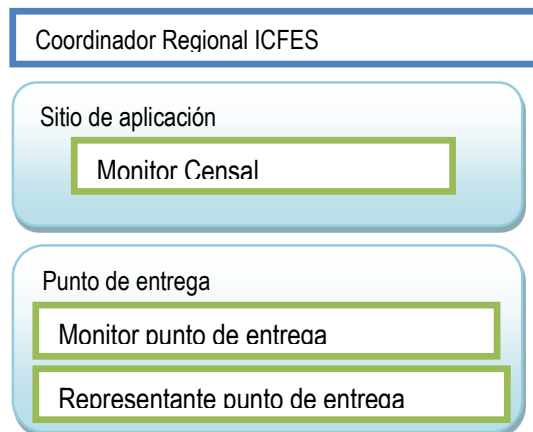 Coordinador Regional ICFES
Sitio de aplicación
Monitor Censal
Punto de entrega
Monitor punto de entrega
Representante punto de entrega